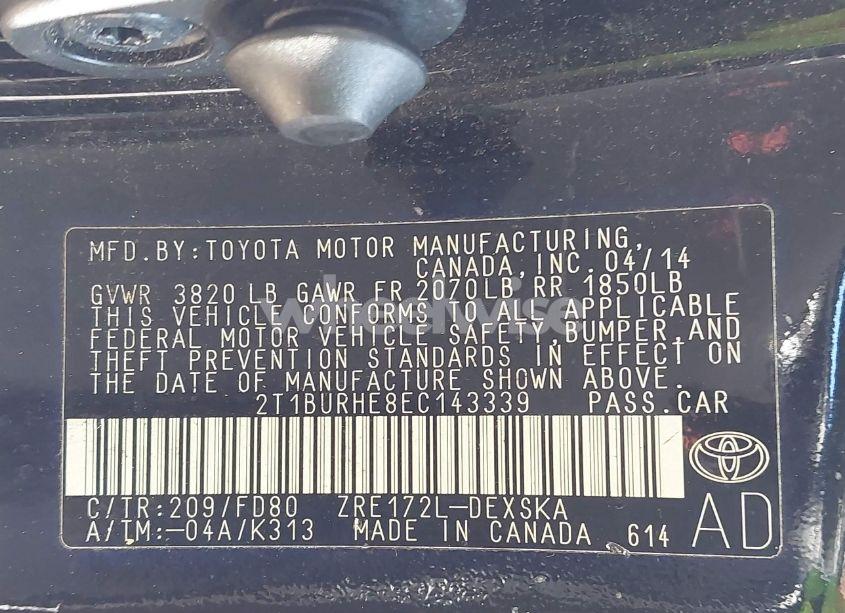 MFD.BY:TOYOTA MOTOR MANUFACTURING,
CANADA,INC. 04/14
GVWR 3820 LB GAWR FR 2070LB RR 1850LB
THIS VEHICLE CONFORMS TO ALL APPLICABLE
FEDERAL MOTOR VEHICLE SAFETY,BUMPER,AND
THEFT PREVENTION STANDARDS IN EFFECT ON
THE DATE OF MANUFACTURE SHOWN ABOVE.
2T1BURHE8EC143339 PASS.CAR
C/TR:209/FD80 ZRE172L-DEXSKA
A/TM:-04A/K313 MADE IN CANADA 614
AD
wheelwise